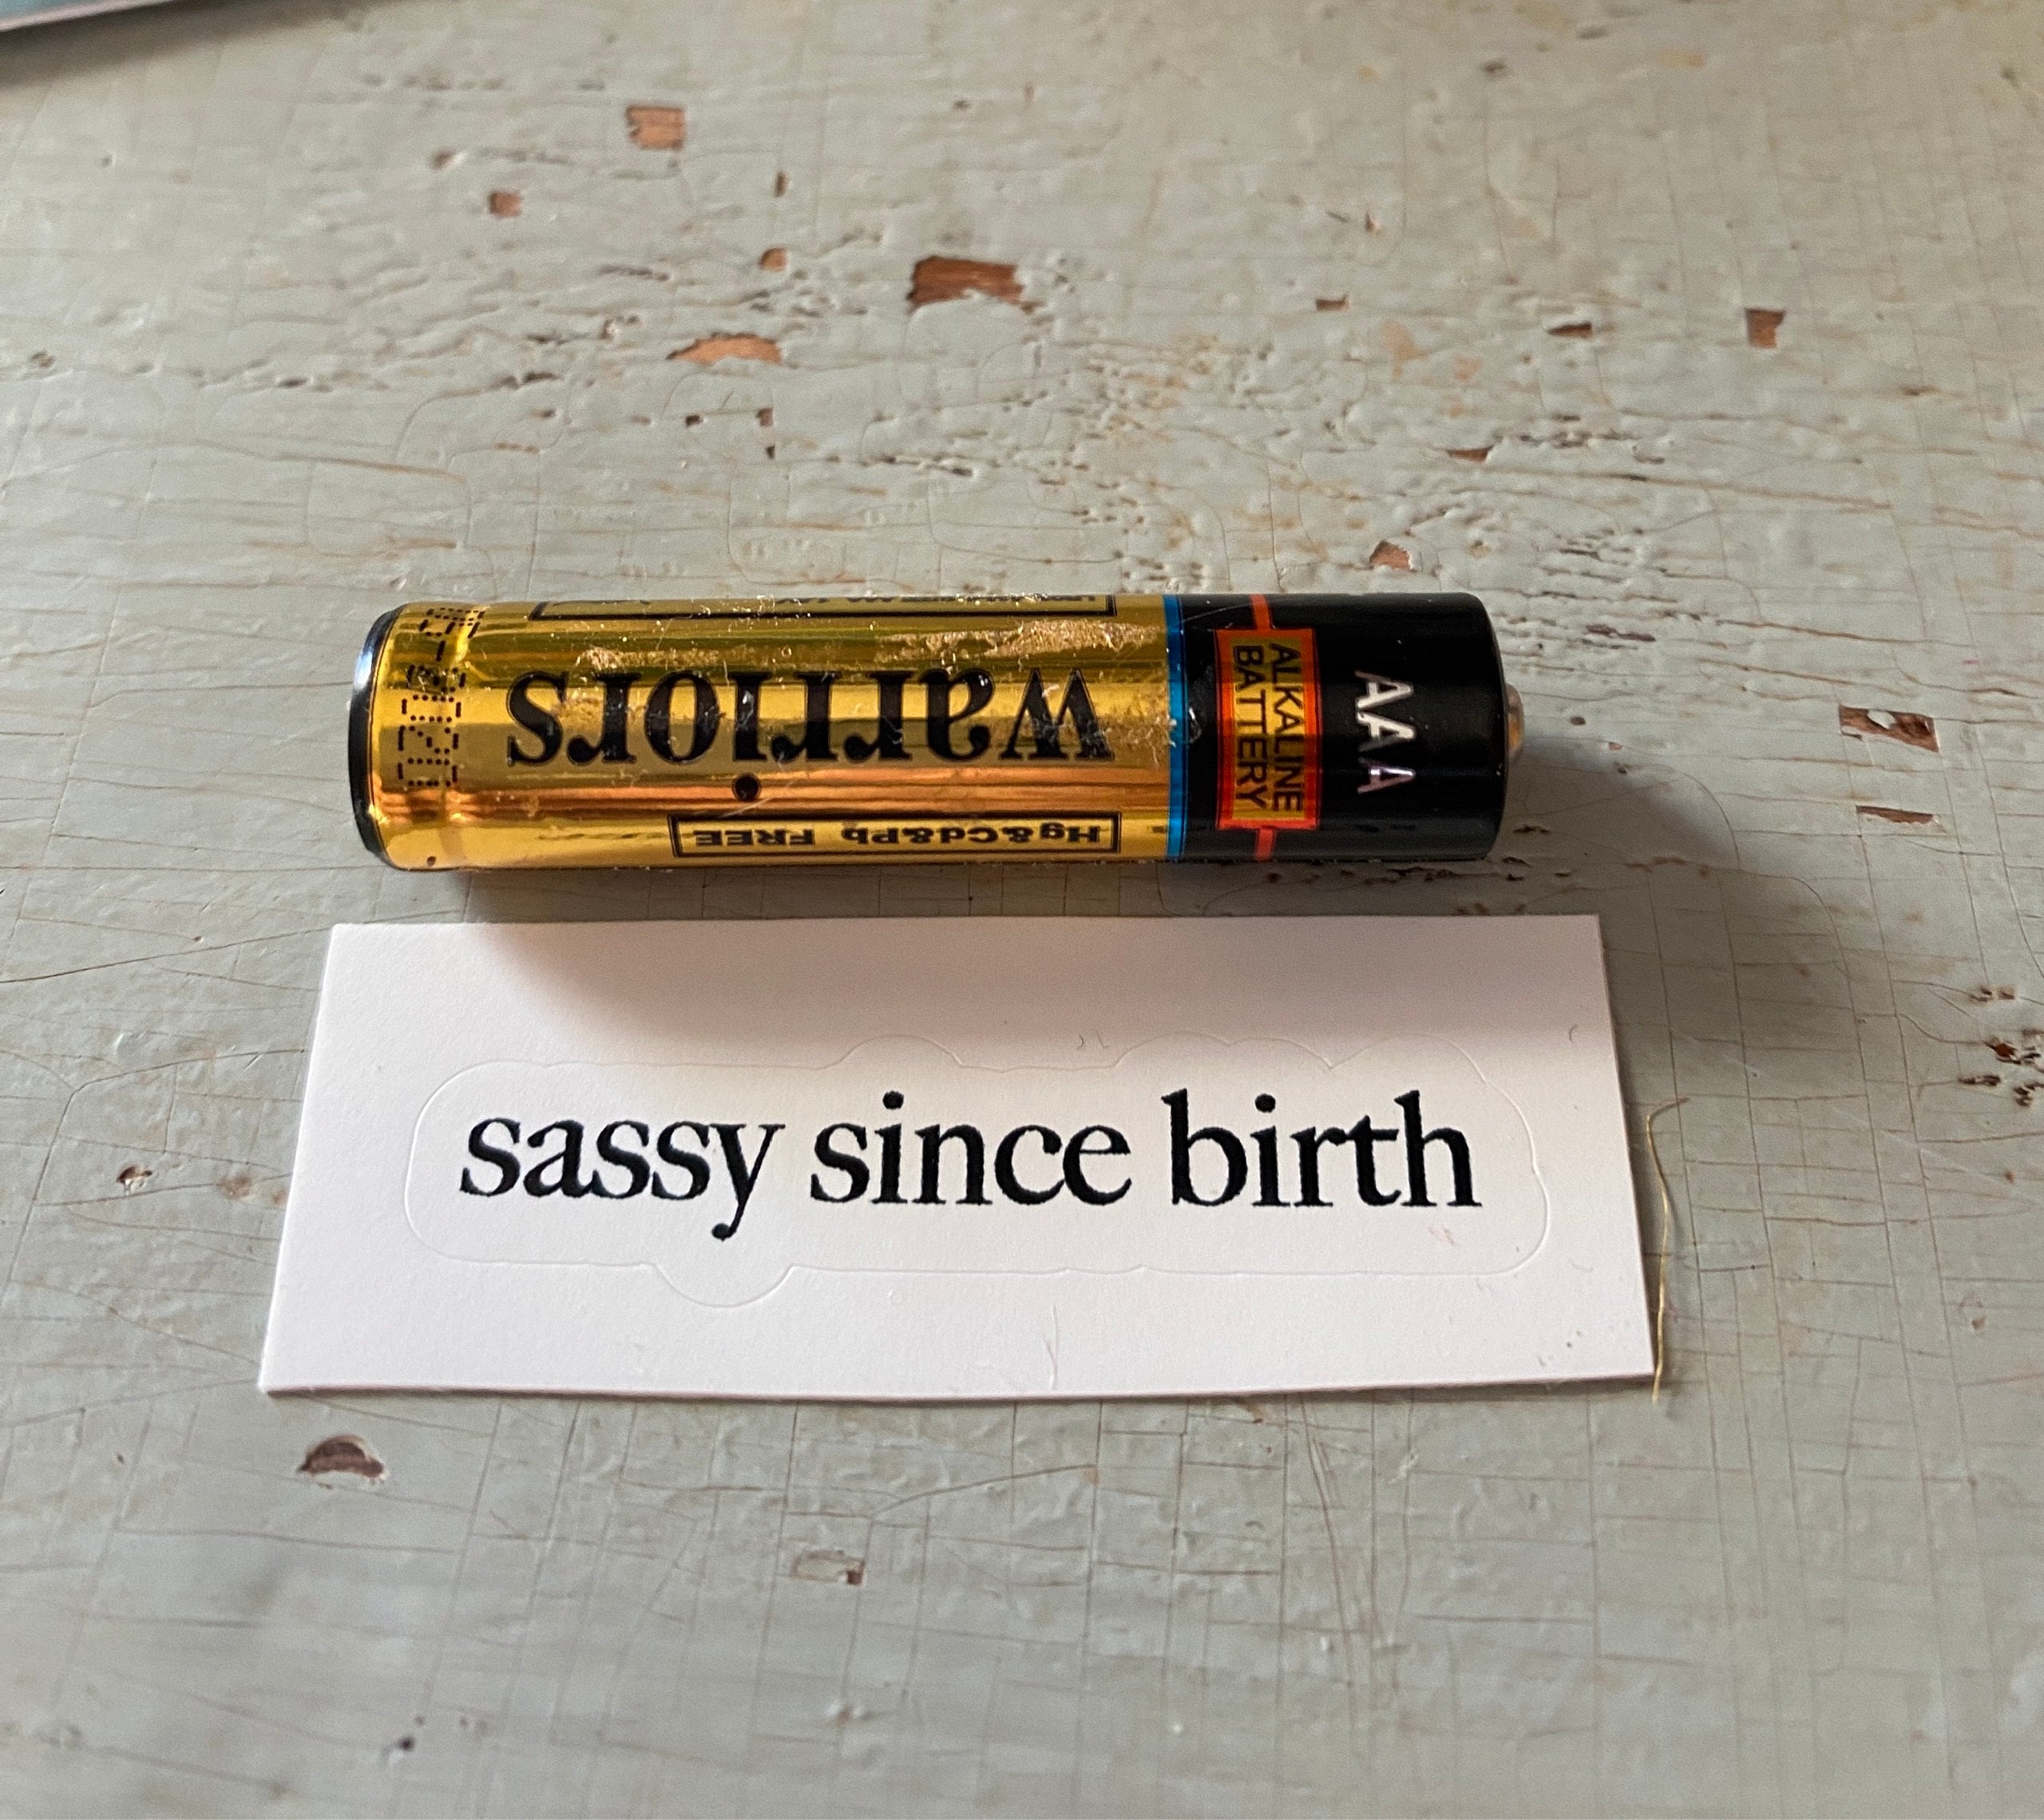 warriors
Hg&Cd&Pb FREE
ALKALINE
BATTERY
AAA
sassy since birth